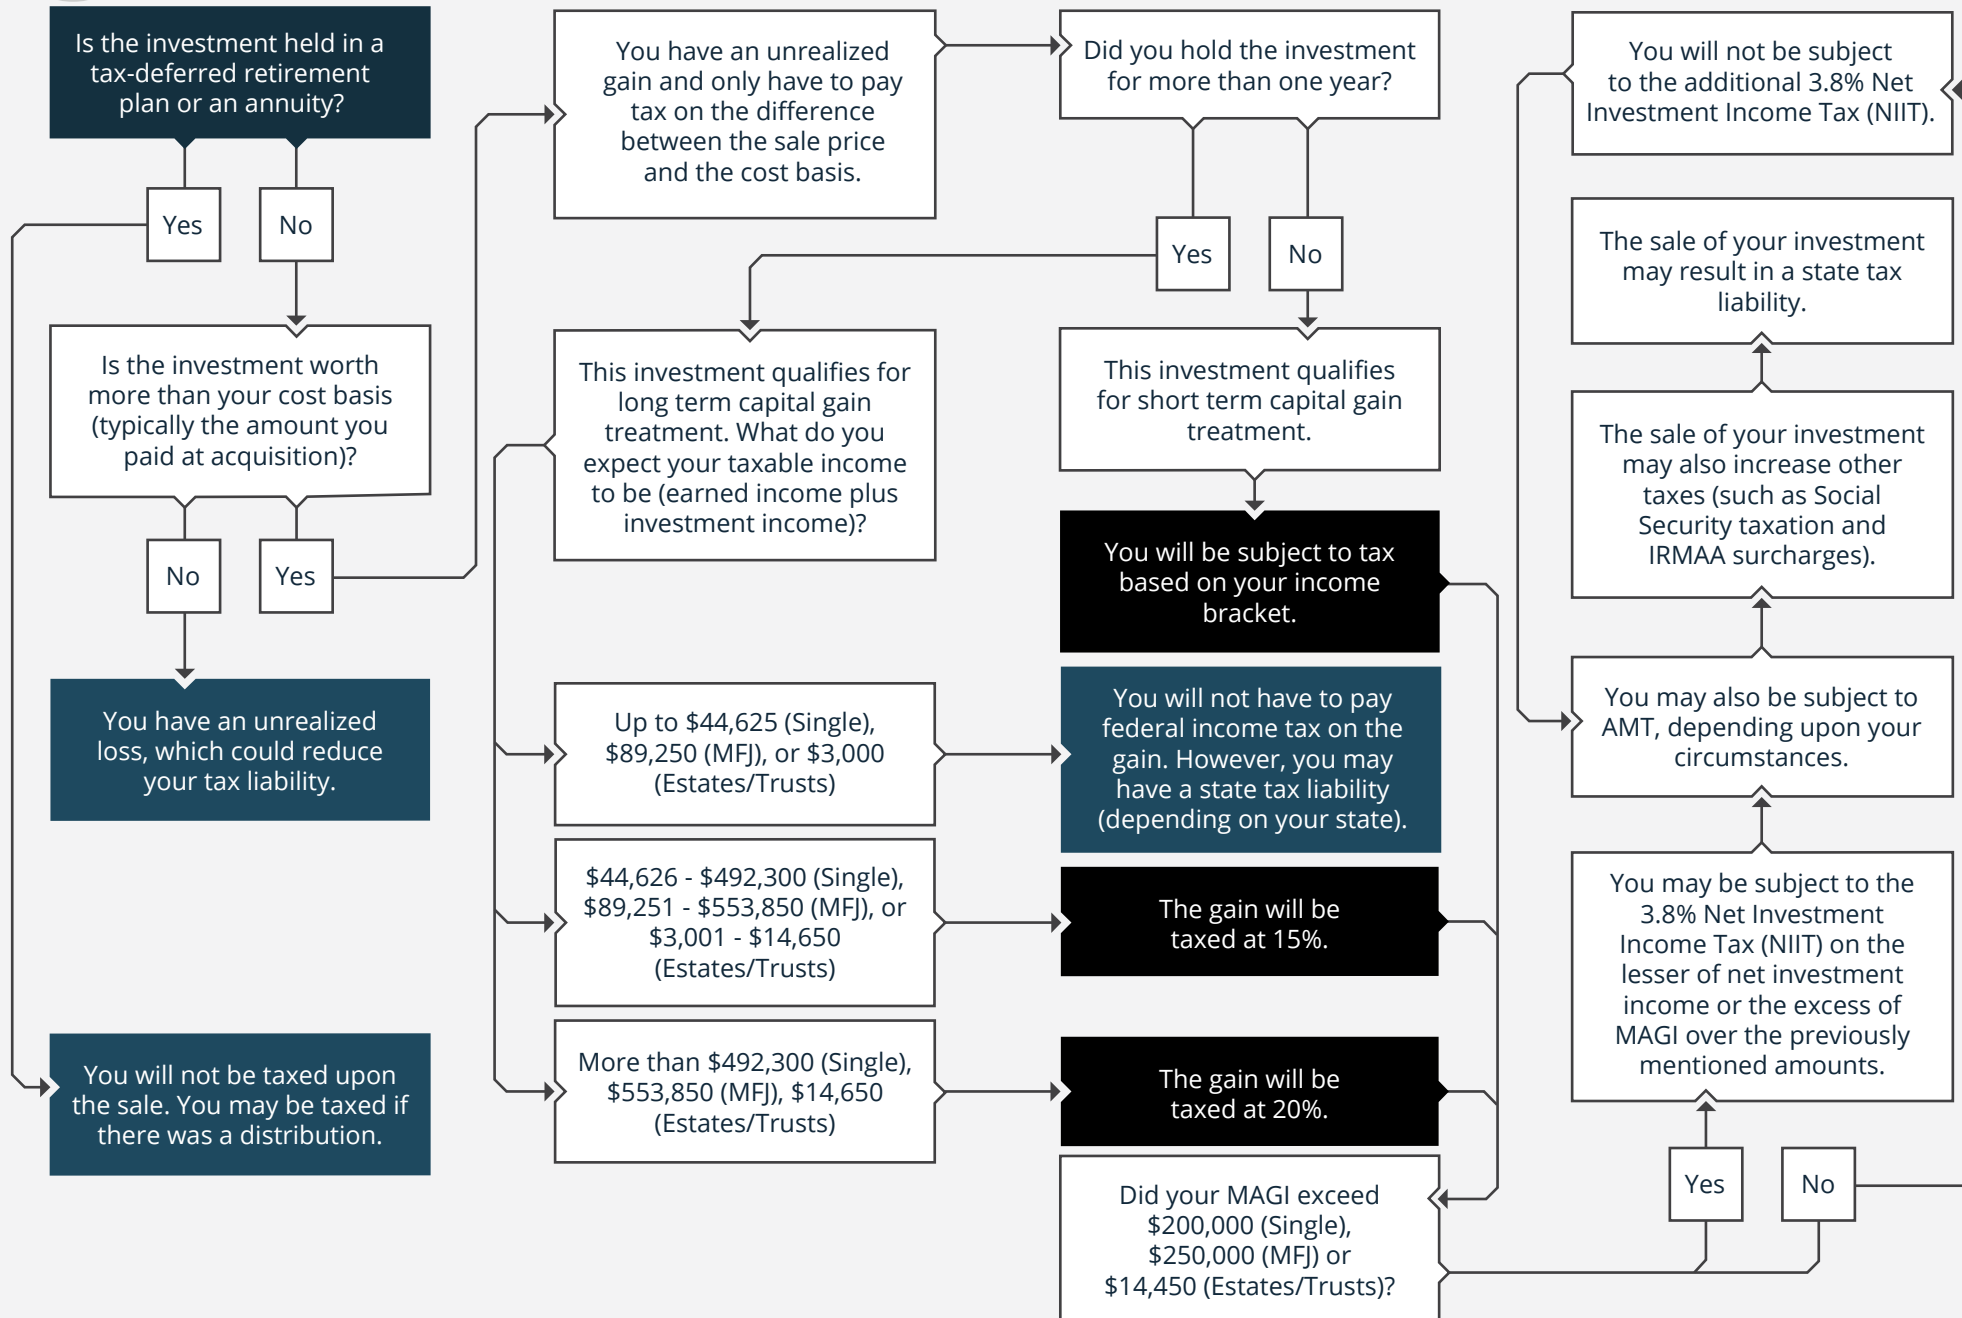 Is the investment held in a
tax-deferred retirement
plan or an annuity?
Yes
No
Is the investment worth
more than your cost basis
(typically the amount you
paid at acquisition)?
No
Yes
You have an unrealized
loss, which could reduce
your tax liability.
You will not be taxed upon
the sale. You may be taxed if
there was a distribution.
You have an unrealized
gain and only have to pay
tax on the difference
between the sale price
and the cost basis.
Did you hold the investment
for more than one year?
Yes
No
This investment qualifies for
long term capital gain
treatment. What do you
expect your taxable income
to be (earned income plus
investment income)?
This investment qualifies
for short term capital gain
treatment.
You will be subject to tax
based on your income
bracket.
Up to $44,625 (Single),
$89,250 (MFJ), or $3,000
(Estates/Trusts)
You will not have to pay
federal income tax on the
gain. However, you may
have a state tax liability
(depending on your state).
$44,626 - $492,300 (Single),
$89,251 - $553,850 (MFJ), or
$3,001 - $14,650
(Estates/Trusts)
The gain will be
taxed at 15%.
More than $492,300 (Single),
$553,850 (MFJ), $14,650
(Estates/Trusts)
The gain will be
taxed at 20%.
Did your MAGI exceed
$200,000 (Single),
$250,000 (MFJ) or
$14,450 (Estates/Trusts)?
Yes
No
You may be subject to the
3.8% Net Investment
Income Tax (NIIT) on the
lesser of net investment
income or the excess of
MAGI over the previously
mentioned amounts.
You will not be subject
to the additional 3.8% Net
Investment Income Tax (NIIT).
You may also be subject to
AMT, depending upon your
circumstances.
The sale of your investment
may also increase other
taxes (such as Social
Security taxation and
IRMAA surcharges).
The sale of your investment
may result in a state tax
liability.